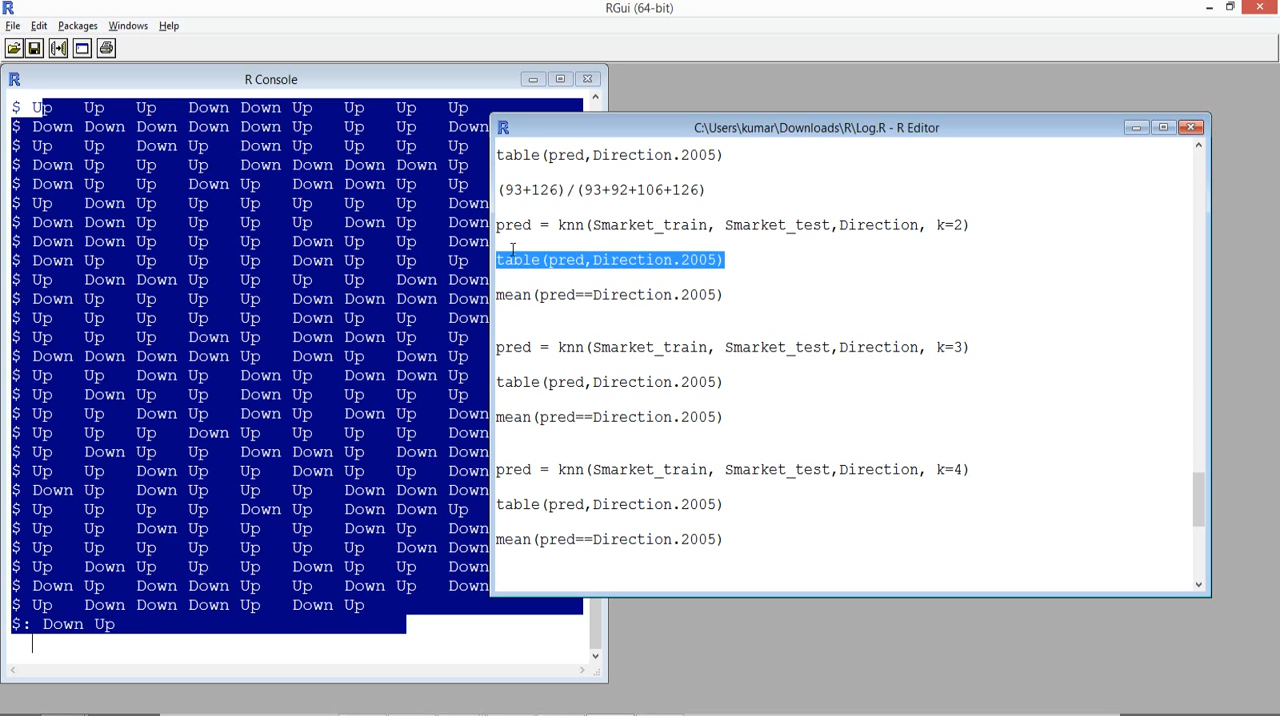 RGui (64-bit)
File Edit Packages Windows Help
R Console
$ Up Up Up Down Down Up Up Up Up
$ Down Down Down Down Up Up Up Up Down
$ Up Up Down Up Up Down Down Up Down
$ Down Up Up Down Up Down Down Down Down
$ Down Up Up Down Up Down Down Up Up
$ Up Down Up Up Up Up Up Up Down
$ Down Down Up Up Up Up Down Up Down
$ Down Up Up Up Up Down Up Up Down
$ Down Up Up Up Down Down Up Up Up
$ Up Down Down Up Up Up Down Down Up
$ Down Up Up Up Up Down Down Down Down
$ Up Up Up Up Up Down Up Up Down
$ Up Up Up Down Up Down Down Up Up
$ Down Down Down Down Up Down Up Down Up
$ Up Up Down Up Down Up Down Down Up
$ Up Down Up Up Down Up Up Up Up
$ Up Up Down Up Down Up Down Up Down
$ Up Up Up Down Up Up Up Up Down
$ Down Up Up Up Down Down Up Down Down
$ Up Up Down Up Up Down Up Up Up
$ Down Up Up Up Up Up Down Down Down
$ Up Up Up Up Down Up Down Down Up
$ Up Up Down Up Up Up Up Up Down
$ Up Up Up Up Up Up Up Down Down
$ Up Down Up Up Up Down Up Up Down
$ Down Up Down Down Up Up Down Up Down
$ Up Down Down Down Up Down Up
$: Down Up
C:\Users\kumar\Downloads\R\Log.R - R Editor
table(pred,Direction.2005)
(93+126)/(93+92+106+126)
pred = knn(Smarket_train, Smarket_test,Direction, k=2)
table(pred,Direction.2005)
mean(pred==Direction.2005)
pred = knn(Smarket_train, Smarket_test,Direction, k=3)
table(pred,Direction.2005)
mean(pred==Direction.2005)
pred = knn(Smarket_train, Smarket_test,Direction, k=4)
table(pred,Direction.2005)
mean(pred==Direction.2005)